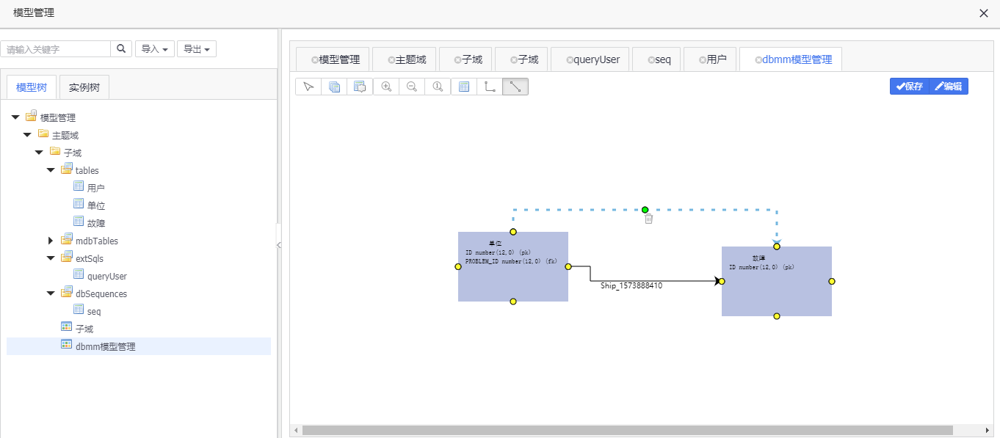 模型管理
请输入关键字
导入
导出
模型树
实例树
模型管理
主题域
子域
tables
用户
单位
故障
mdbTables
extSqls
queryUser
dbSequences
seq
子域
dbmm模型管理
模型管理
主题域
子域
子域
queryUser
seq
用户
dbmm模型管理
保存
编辑
单位
ID number(12,0) (pk)
PROBLEM_ID number(12,0) (fk)
Ship_1573888410
故障
ID number(12,0) (pk)